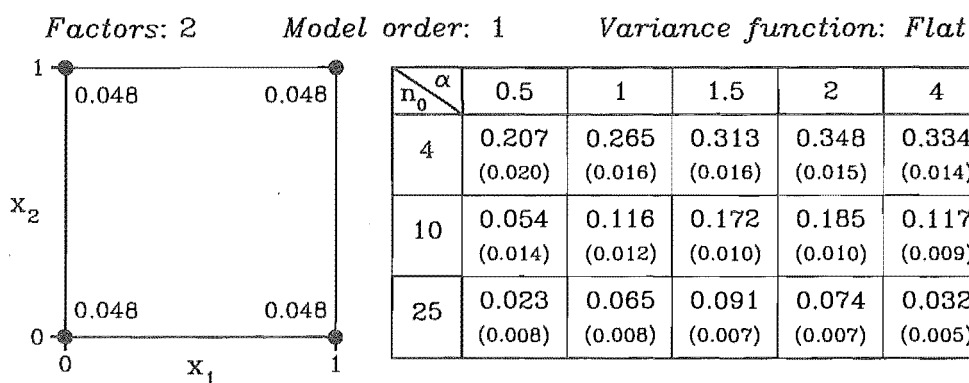 Factors: 2 Model order: 1 Variance function: Flat
1
0.048 0.048
x2
0.048 0.048
0
0 x1 1
n0 α 0.5 1 1.5 2 4
4 0.207 0.265 0.313 0.348 0.334
(0.020) (0.016) (0.016) (0.015) (0.014)
10 0.054 0.116 0.172 0.185 0.117
(0.014) (0.012) (0.010) (0.010) (0.009)
25 0.023 0.065 0.091 0.074 0.032
(0.008) (0.008) (0.007) (0.007) (0.005)